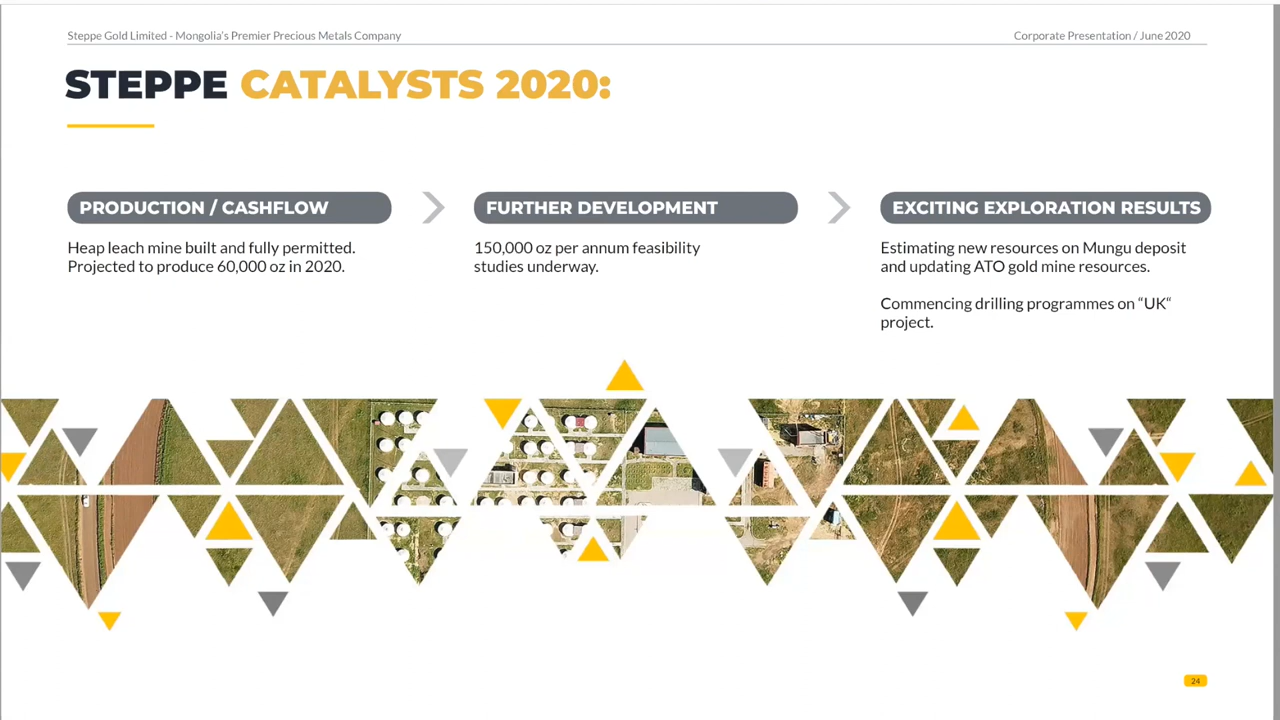 Steppe Gold Limited - Mongolia's Premier Precious Metals Company
Corporate Presentation / June 2020
STEPPE CATALYSTS 2020:
PRODUCTION / CASHFLOW
Heap leach mine built and fully permitted.
Projected to produce 60,000 oz in 2020.
FURTHER DEVELOPMENT
150,000 oz per annum feasibility
studies underway.
EXCITING EXPLORATION RESULTS
Estimating new resources on Mungu deposit
and updating ATO gold mine resources.
Commencing drilling programmes on “UK“
project.
24